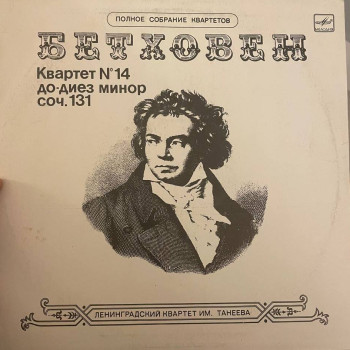 ПОЛНОЕ СОБРАНИЕ КВАРТЕТОВ
БЕТХОВЕН
Квартет №14
до-диез минор
соч. 131
ЛЕНИНГРАДСКИЙ КВАРТЕТ ИМ. ТАНЕЕВА